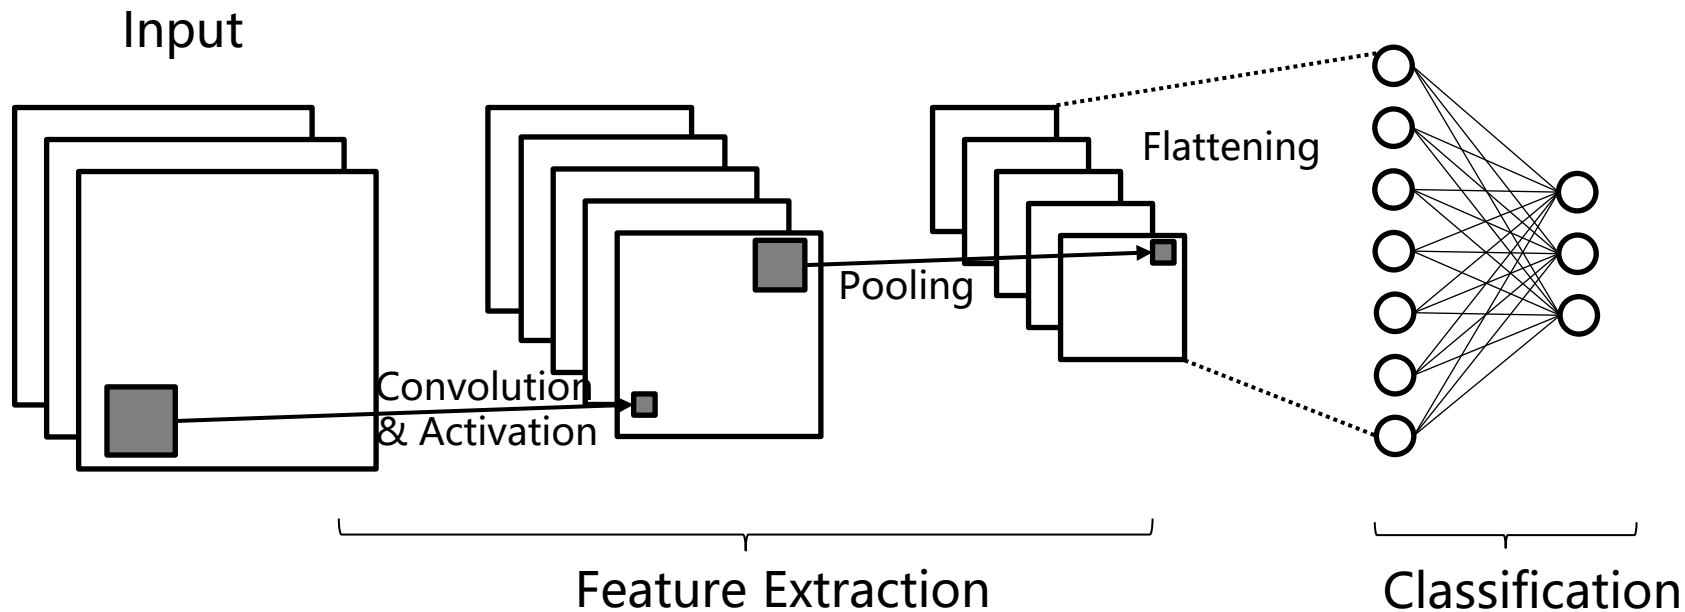 Input
Flattening
Pooling
Convolution
& Activation
Feature Extraction
Classification